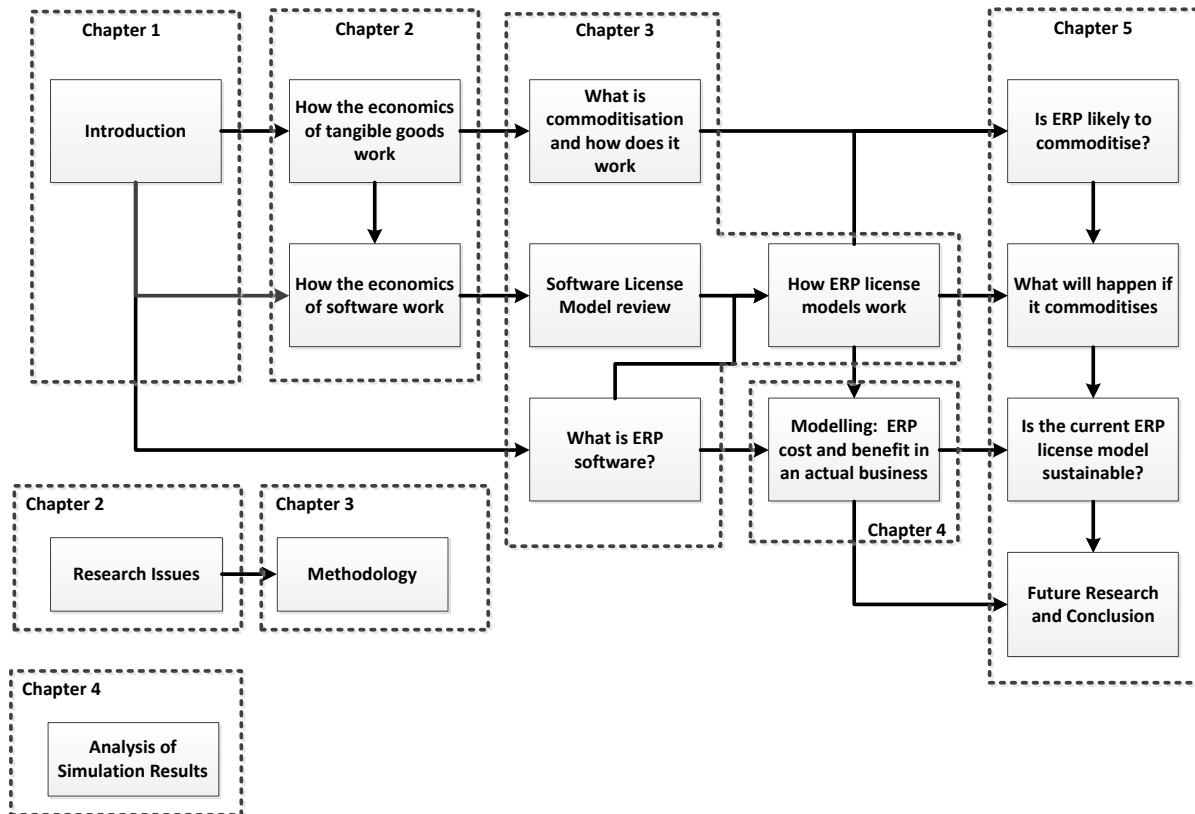 Chapter 1
Introduction
Chapter 2
How the economics
of tangible goods
work
How the economics
of software work
Chapter 3
What is
commoditisation
and how does it
work
Software License
Model review
What is ERP
software?
How ERP license
models work
Modelling:  ERP
cost and benefit in
an actual business
Chapter 4
Chapter 5
Is ERP likely to
commoditise?
What will happen if
it commoditises
Is the current ERP
license model
sustainable?
Future Research
and Conclusion
Chapter 2
Research Issues
Chapter 3
Methodology
Chapter 4
Analysis of
Simulation Results